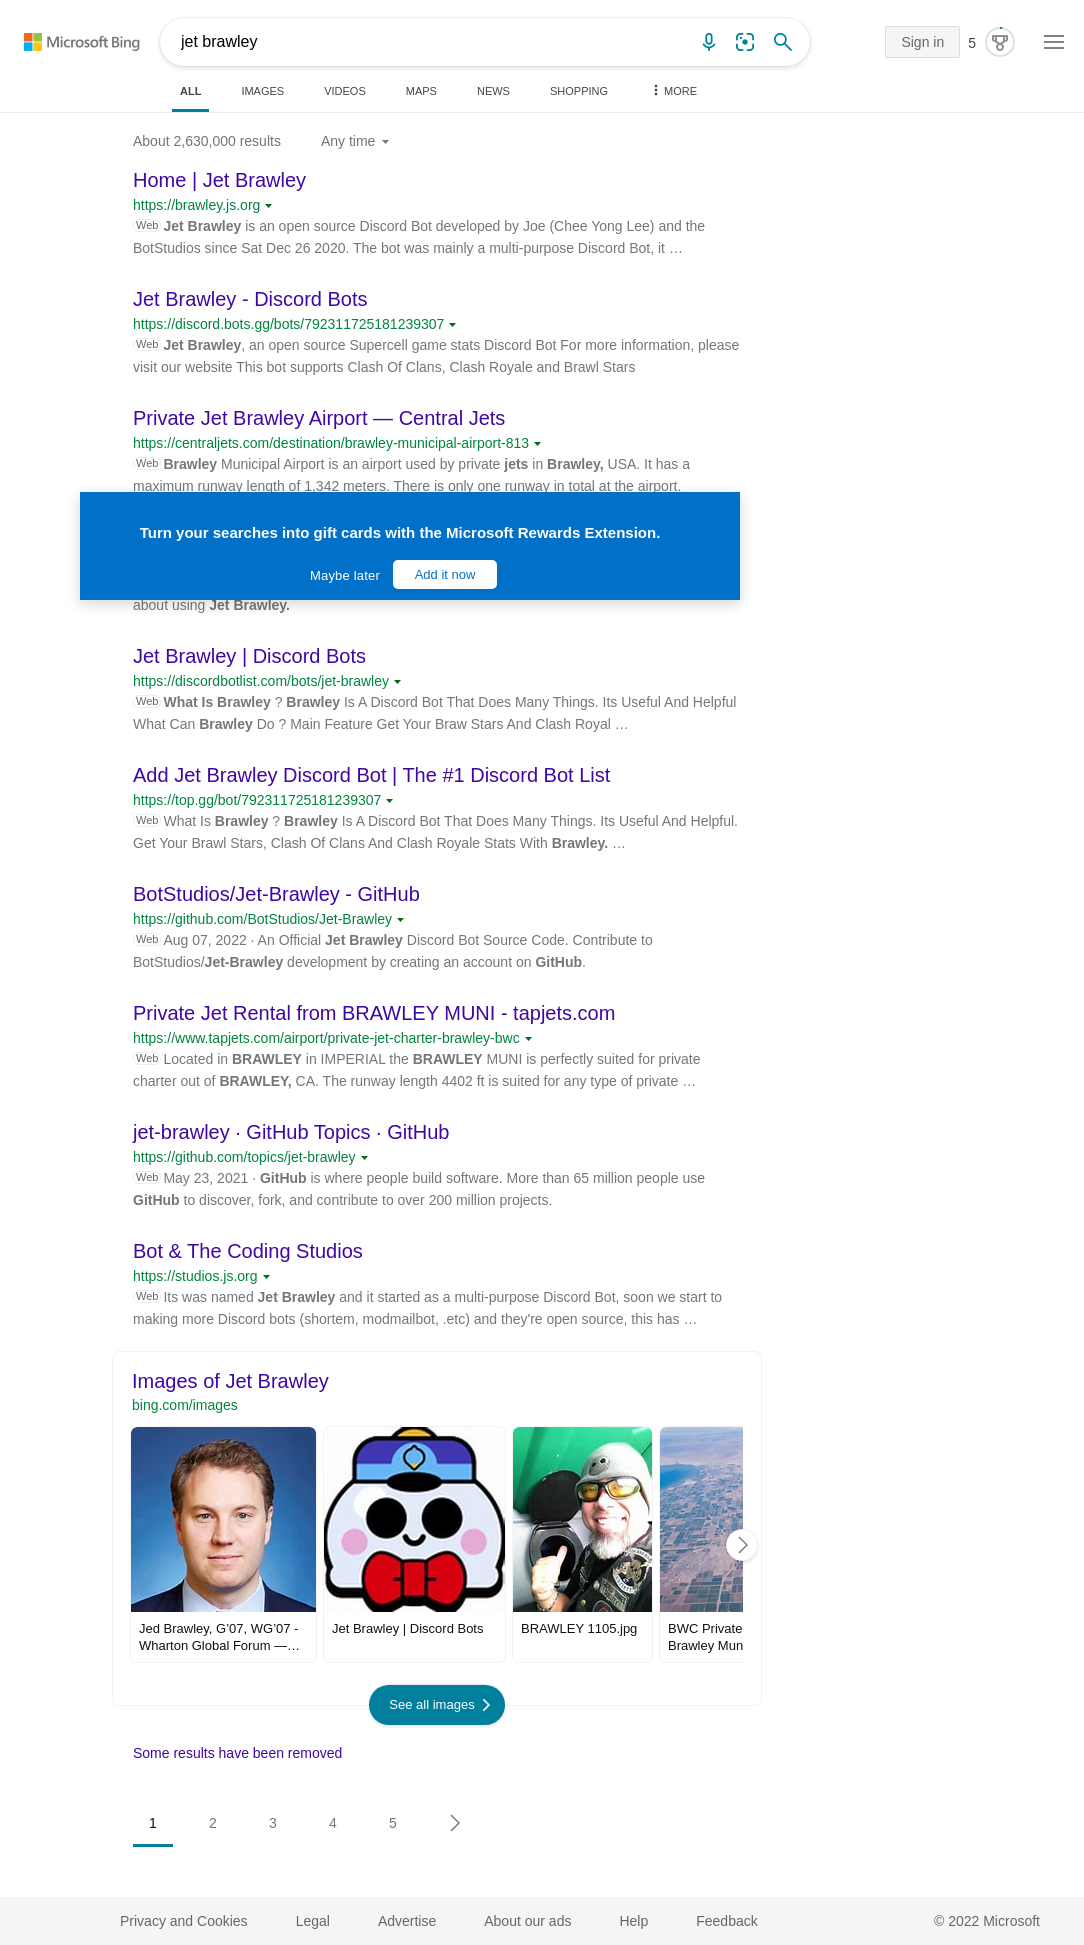 Microsoft Bing
jet brawley
Sign in
5
ALL
IMAGES
VIDEOS
MAPS
NEWS
SHOPPING
MORE
About 2,630,000 results
Any time
Home | Jet Brawley
https://brawley.js.org
Web Jet Brawley is an open source Discord Bot developed by Joe (Chee Yong Lee) and the
BotStudios since Sat Dec 26 2020. The bot was mainly a multi-purpose Discord Bot, it …
Jet Brawley - Discord Bots
https://discord.bots.gg/bots/792311725181239307
Web Jet Brawley, an open source Supercell game stats Discord Bot For more information, please
visit our website This bot supports Clash Of Clans, Clash Royale and Brawl Stars
Private Jet Brawley Airport — Central Jets
https://centraljets.com/destination/brawley-municipal-airport-813
Web Brawley Municipal Airport is an airport used by private jets in Brawley, USA. It has a
maximum runway length of 1,342 meters. There is only one runway in total at the airport.
Turn your searches into gift cards with the Microsoft Rewards Extension.
Maybe later
Add it now
about using Jet Brawley.
Jet Brawley | Discord Bots
https://discordbotlist.com/bots/jet-brawley
Web What Is Brawley ? Brawley Is A Discord Bot That Does Many Things. Its Useful And Helpful
What Can Brawley Do ? Main Feature Get Your Braw Stars And Clash Royal …
Add Jet Brawley Discord Bot | The #1 Discord Bot List
https://top.gg/bot/792311725181239307
Web What Is Brawley ? Brawley Is A Discord Bot That Does Many Things. Its Useful And Helpful.
Get Your Brawl Stars, Clash Of Clans And Clash Royale Stats With Brawley. …
BotStudios/Jet-Brawley - GitHub
https://github.com/BotStudios/Jet-Brawley
Web Aug 07, 2022 · An Official Jet Brawley Discord Bot Source Code. Contribute to
BotStudios/Jet-Brawley development by creating an account on GitHub.
Private Jet Rental from BRAWLEY MUNI - tapjets.com
https://www.tapjets.com/airport/private-jet-charter-brawley-bwc
Web Located in BRAWLEY in IMPERIAL the BRAWLEY MUNI is perfectly suited for private
charter out of BRAWLEY, CA. The runway length 4402 ft is suited for any type of private …
jet-brawley · GitHub Topics · GitHub
https://github.com/topics/jet-brawley
Web May 23, 2021 · GitHub is where people build software. More than 65 million people use
GitHub to discover, fork, and contribute to over 200 million projects.
Bot & The Coding Studios
https://studios.js.org
Web Its was named Jet Brawley and it started as a multi-purpose Discord Bot, soon we start to
making more Discord bots (shortem, modmailbot, .etc) and they're open source, this has …
Images of Jet Brawley
bing.com/images
Jed Brawley, G’07, WG’07 -
Wharton Global Forum —…
Jet Brawley | Discord Bots
BRAWLEY 1105.jpg
BWC Private
Brawley Mun
See all images
Some results have been removed
1
2
3
4
5
Privacy and Cookies
Legal
Advertise
About our ads
Help
Feedback
© 2022 Microsoft